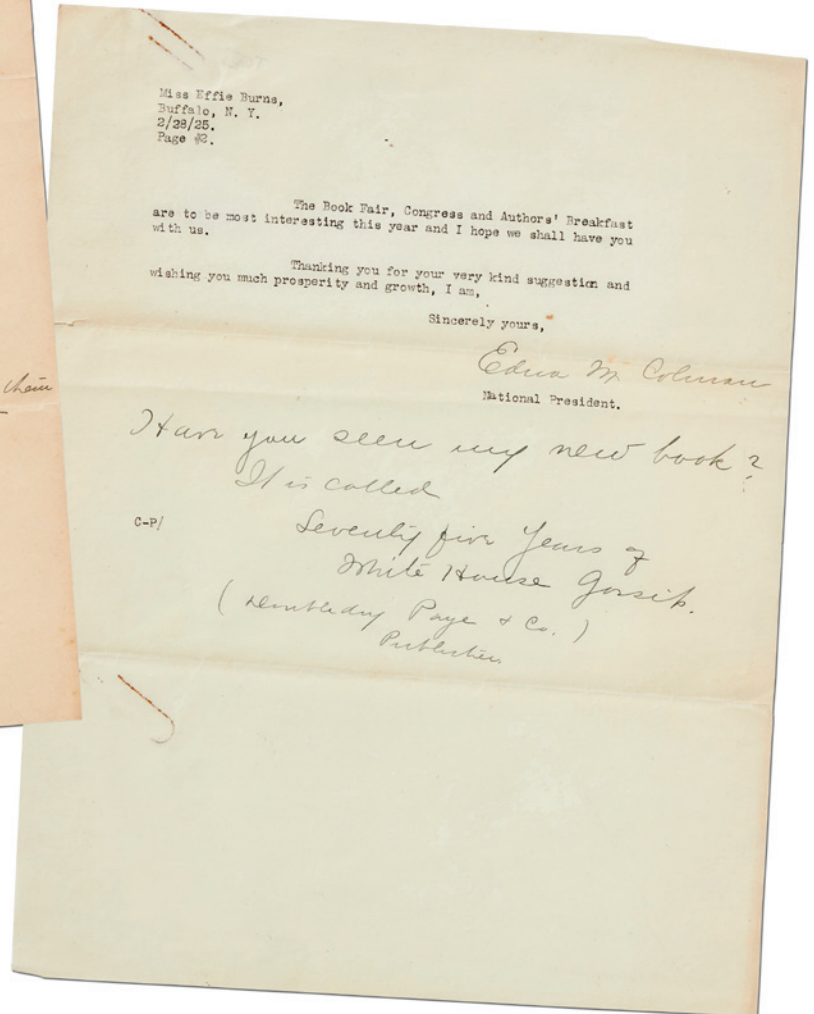 Miss Effie Burns,
Buffalo, N. Y.
2/28/25.
Page #2.
The Book Fair, Congress and Authors' Breakfast
are to be most interesting this year and I hope we shall have you
with us.
Thanking you for your very kind suggestion and
wishing you much prosperity and growth, I am,
Sincerely yours,
Edna M. Colman
National President.
Have you seen my new book?
It is called
C-P/
Seventy five Years of
White House Gossip.
(Doubleday Page & Co.)
Publishers